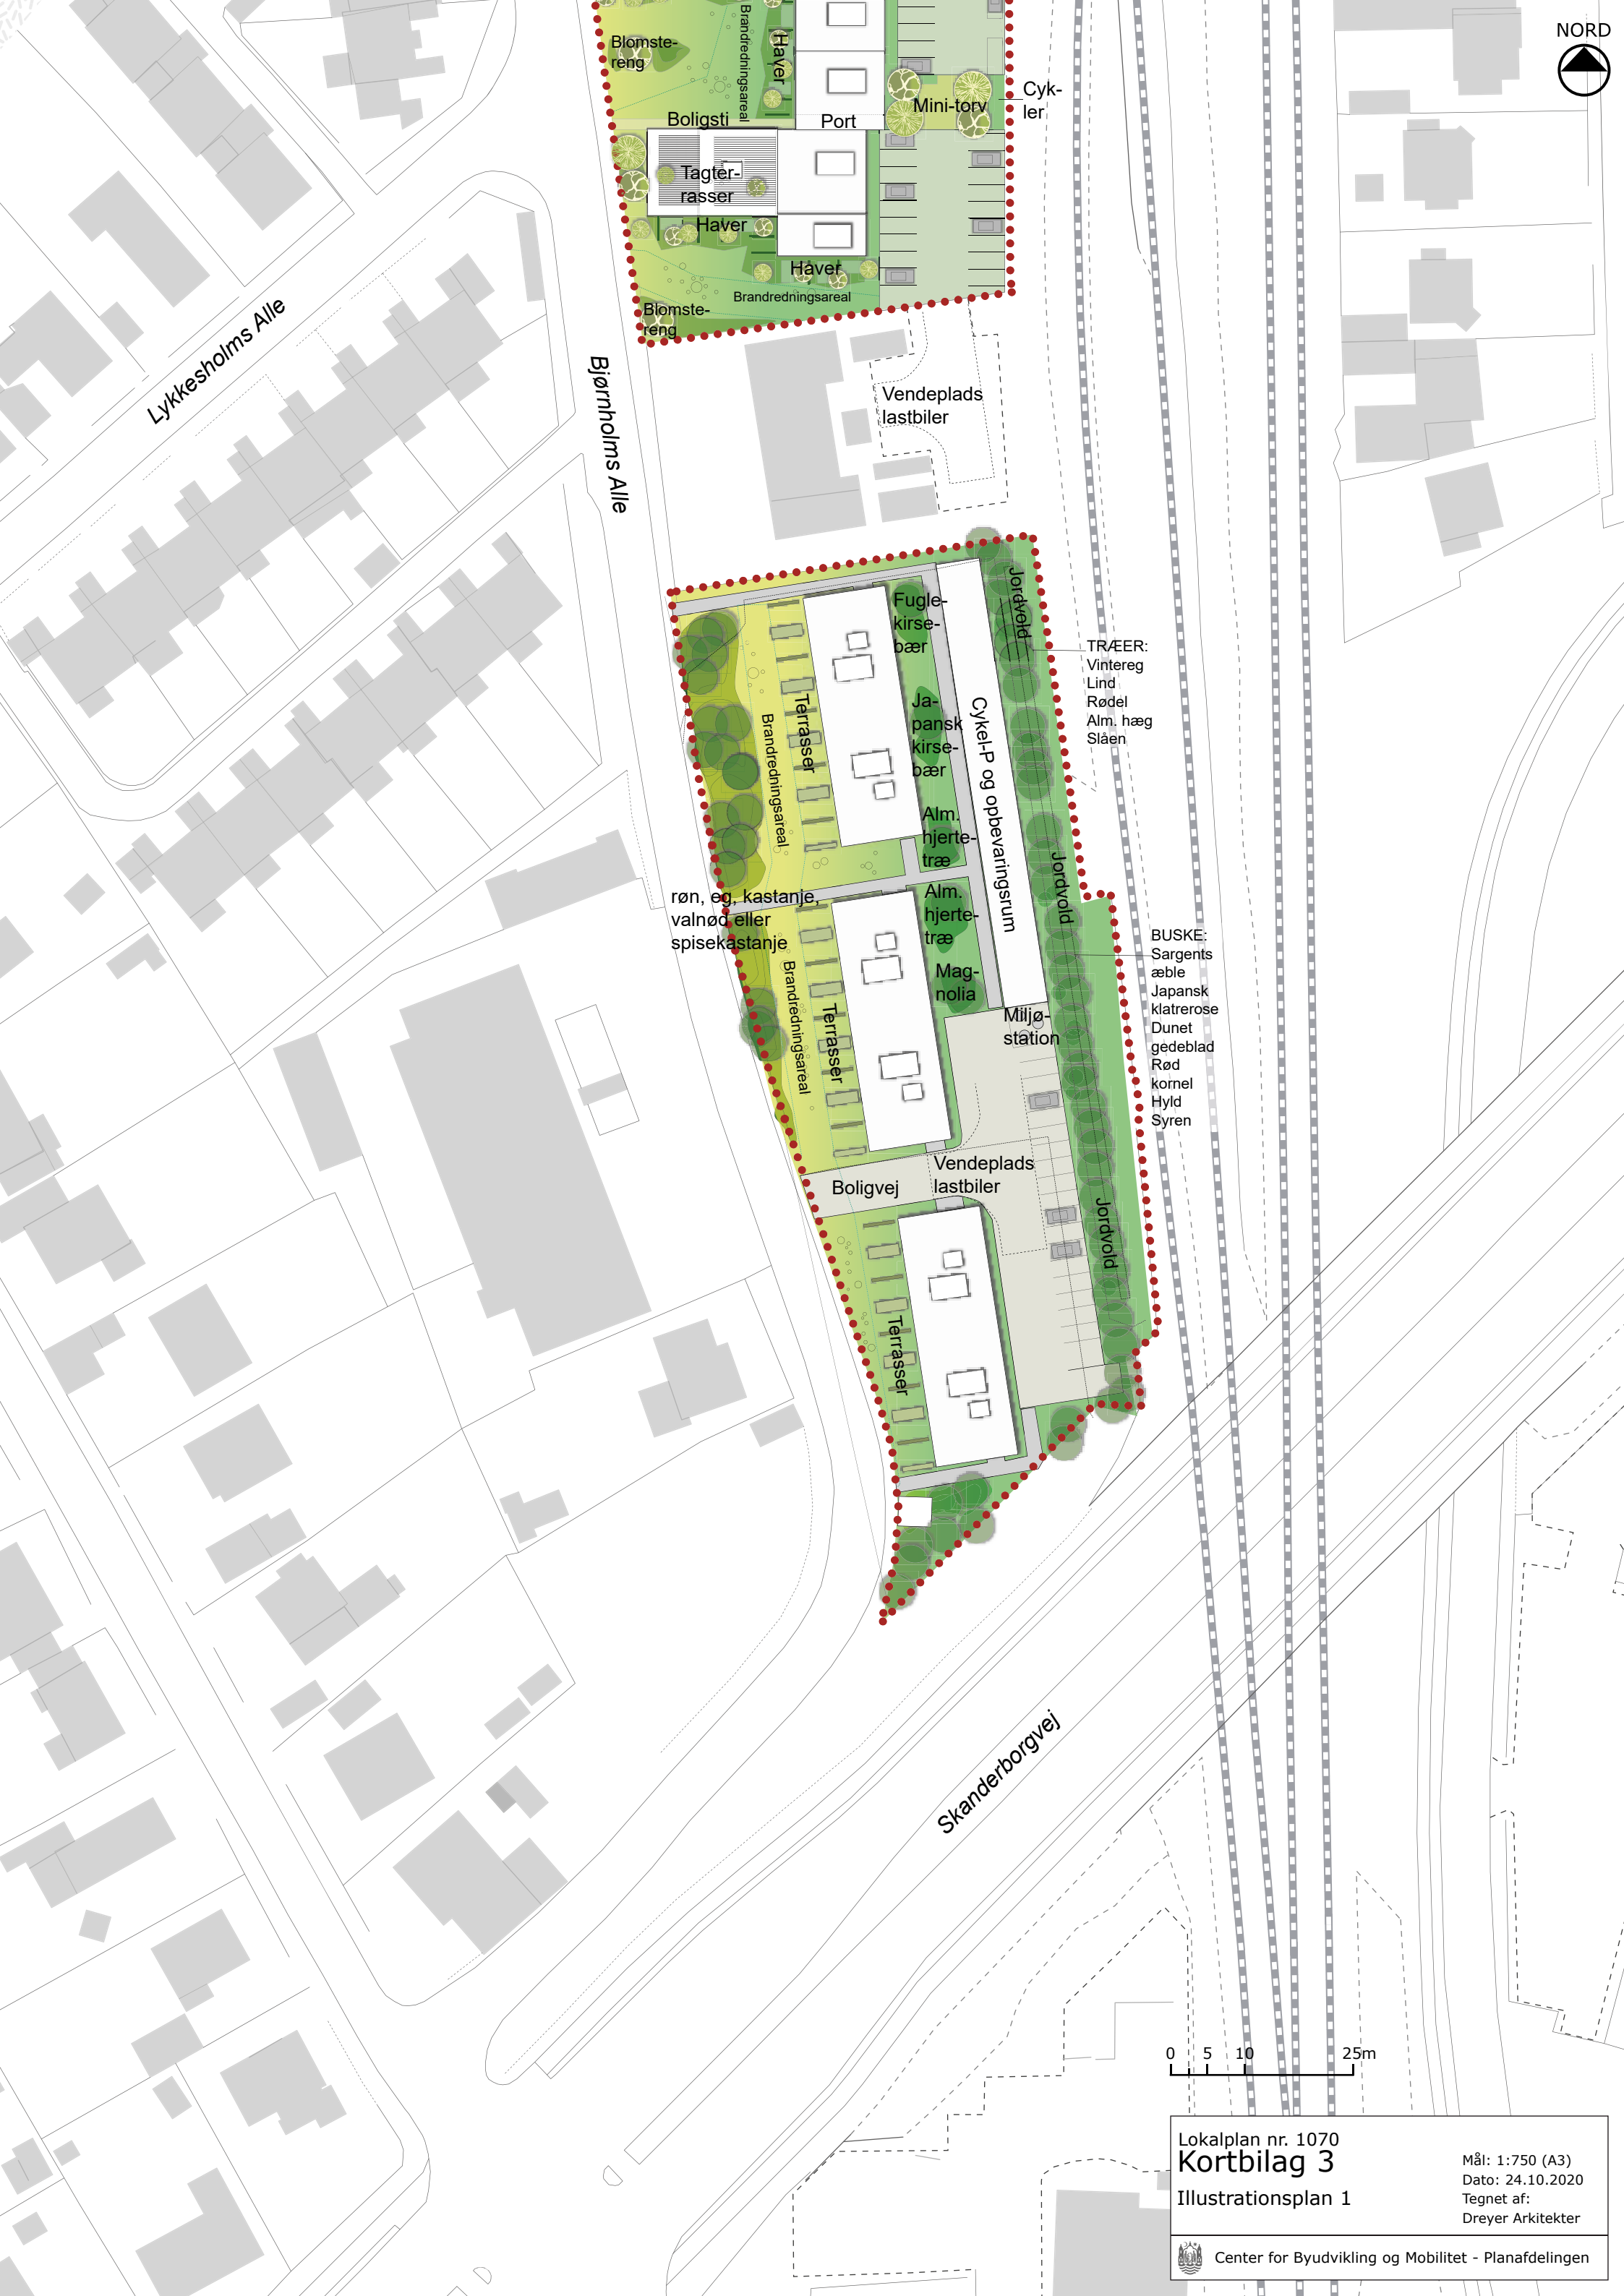 NORD
Blomste-
reng
Brandredningsareal
Haver
Boligsti
Port
Mini-torv
Cyk-
ler
Tagter-
rasser
Haver
Haver
Brandredningsareal
Blomste-
reng
Lykkesholms Alle
Bjørnholms Alle
Vendeplads
lastbiler
Jordvold
Fugle-
kirse-
bær
TRÆER:
Vintereg
Lind
Rødel
Alm. hæg
Slåen
Ja-
pansk
kirse-
bær
Terrasser
Brandredningsareal
Cykel-P og opbevaringsrum
Alm.
hjerte-
træ
Jordvold
røn, eg, kastanje,
valnød eller
spisekastanje
Alm.
hjerte-
træ
Mag-
nolia
BUSKE:
Sargents
æble
Japansk
klatrerose
Dunet
gedeblad
Rød
kornel
Hyld
Syren
Brandredningsareal
Terrasser
Miljø-
station
Vendeplads
lastbiler
Boligvej
Jordvold
Terrasser
Skanderborgvej
0 5 10 25m
Lokalplan nr. 1070
Kortbilag 3
Illustrationsplan 1
Mål: 1:750 (A3)
Dato: 24.10.2020
Tegnet af:
Dreyer Arkitekter
Center for Byudvikling og Mobilitet - Planafdelingen